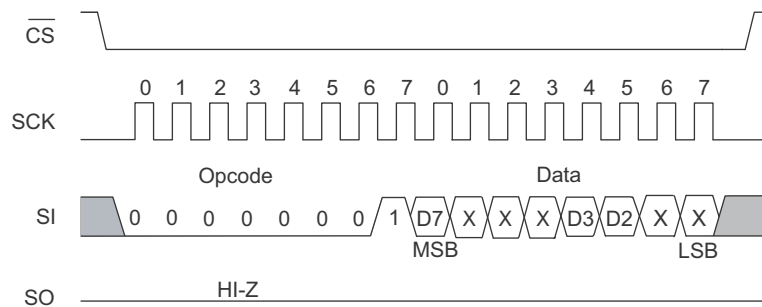 CS
0 1 2 3 4 5 6 7 0 1 2 3 4 5 6 7
SCK
Opcode Data
SI 0 0 0 0 0 0 0 1 D7 X X X D3 D2 X X
MSB LSB
HI-Z
SO